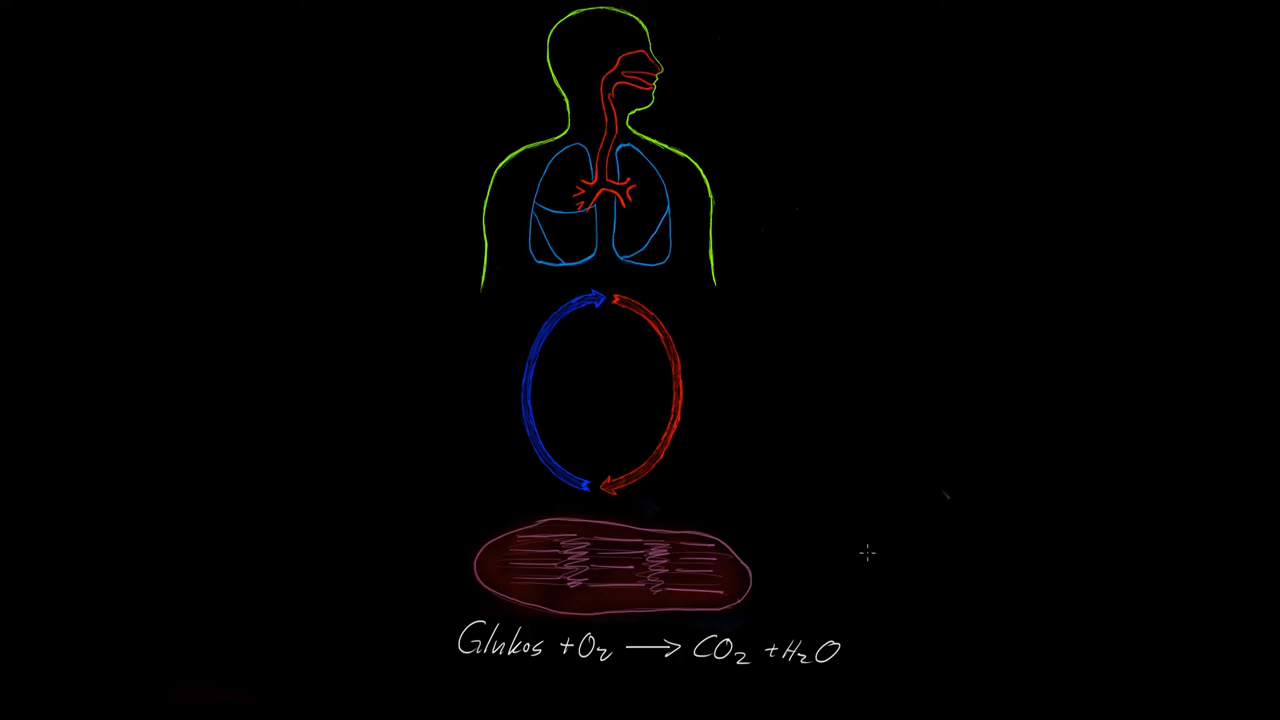 Glukos + O₂ → CO₂ + H₂O